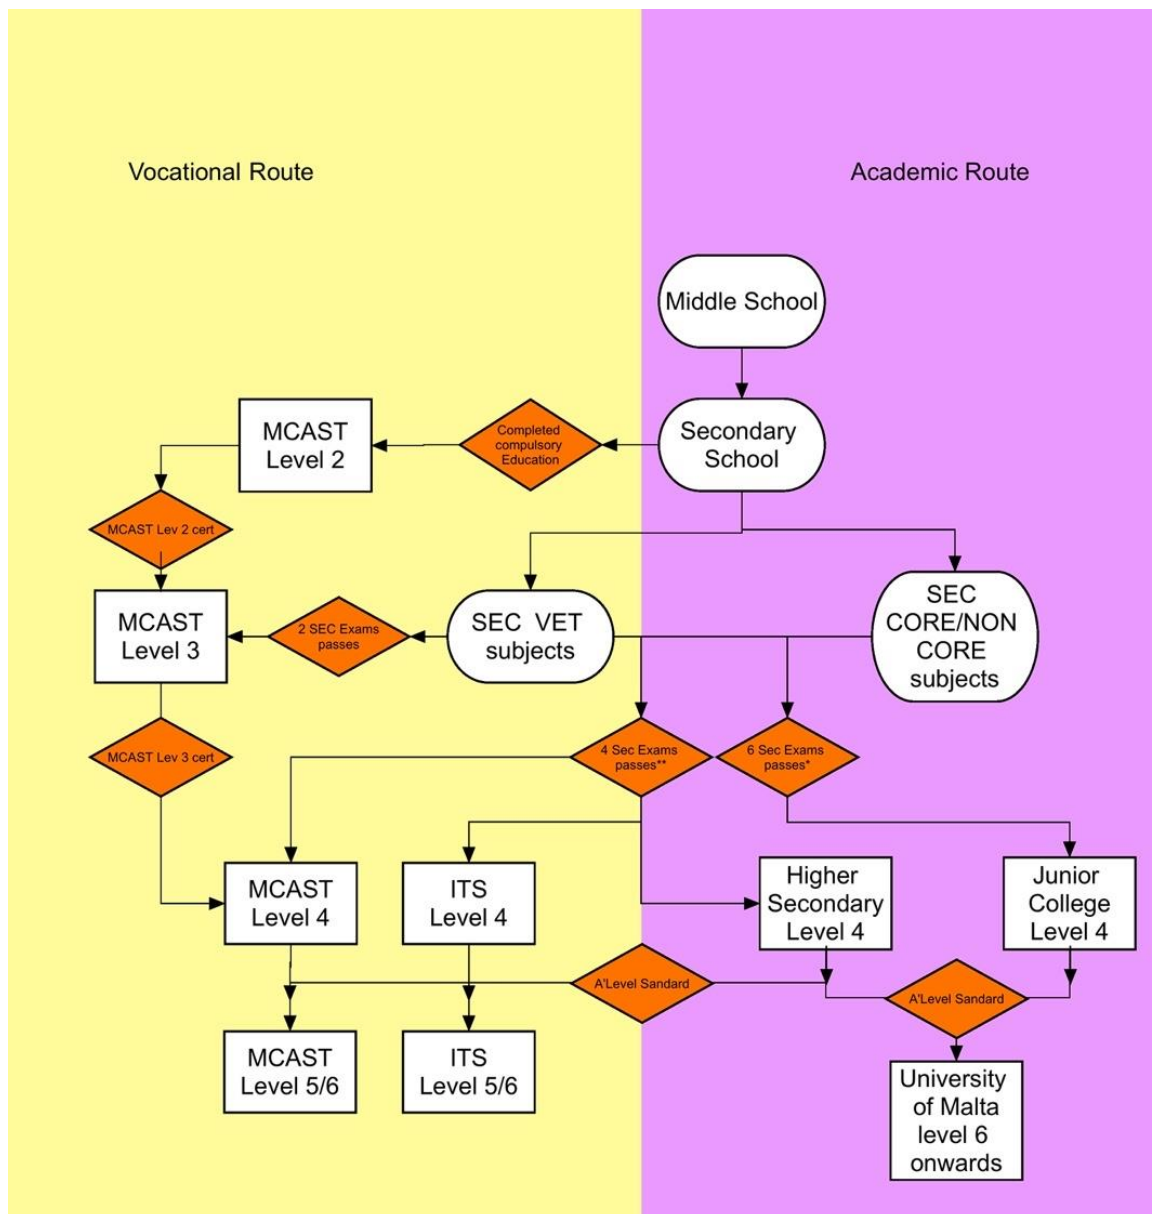 Vocational Route
Academic Route
Middle School
Secondary
School
Completed
compulsory
Education
MCAST
Level 2
MCAST Lev 2 cert
MCAST
Level 3
2 SEC Exams
passes
SEC VET
subjects
SEC
CORE/NON
CORE
subjects
MCAST Lev 3 cert
4 Sec Exams
passes**
6 Sec Exams
passes*
MCAST
Level 4
ITS
Level 4
Higher
Secondary
Level 4
Junior
College
Level 4
A'Level Sandard
A'Level Sandard
MCAST
Level 5/6
ITS
Level 5/6
University
of Malta
level 6
onwards